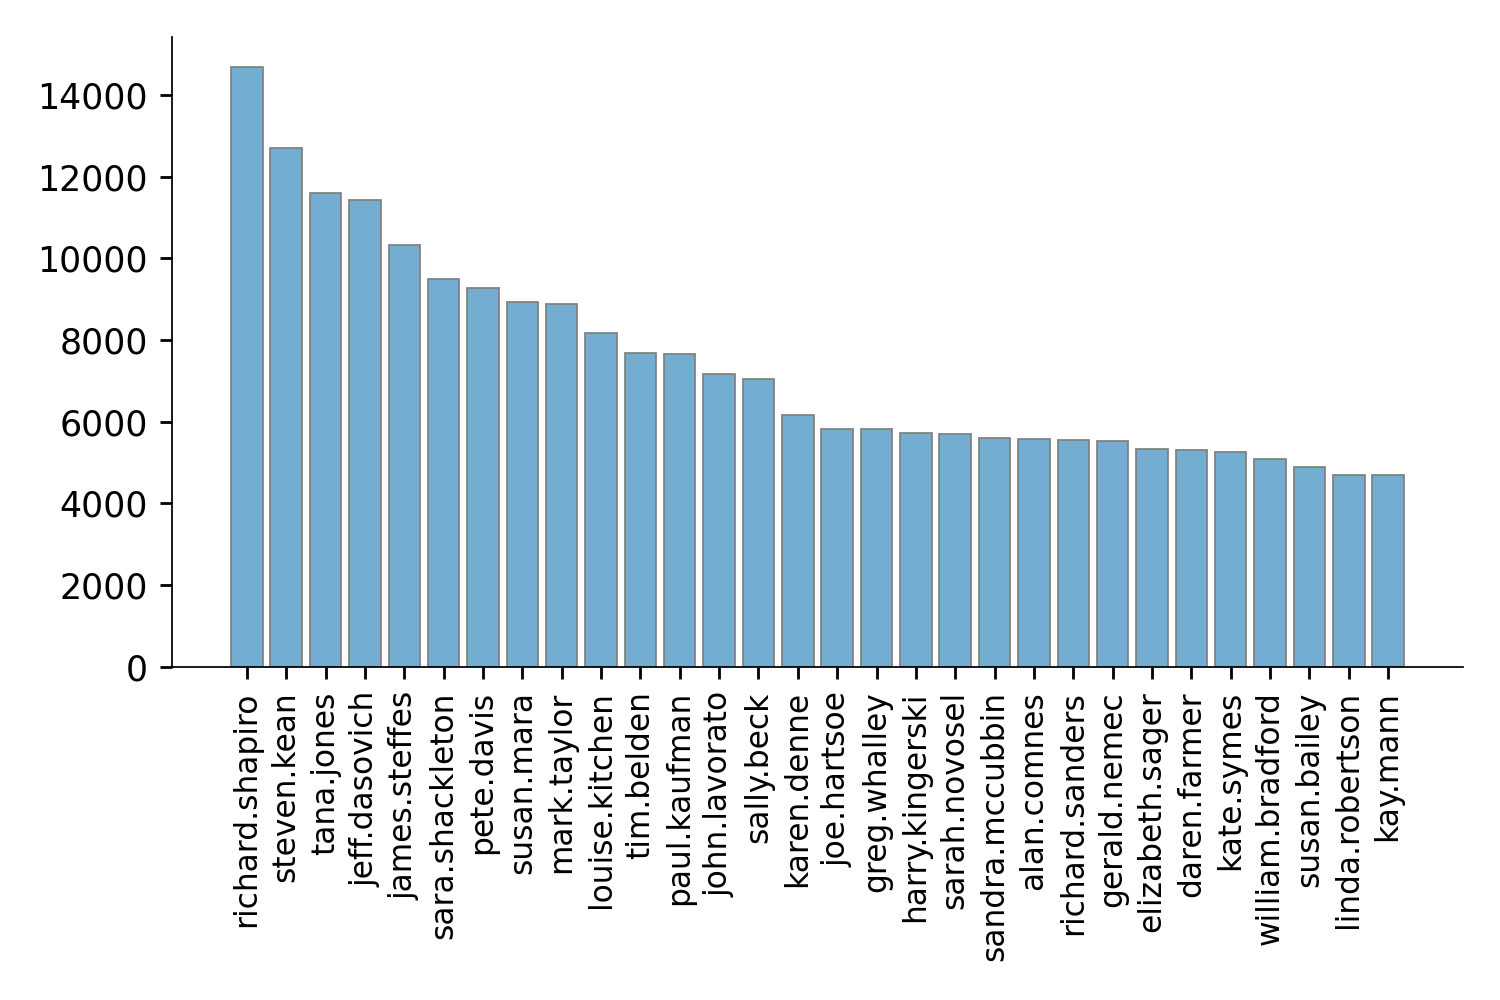 14000
12000
10000
8000
6000
4000
2000
0
richard.shapiro
steven.kean
tana.jones
jeff.dasovich
james.steffes
sara.shackleton
pete.davis
susan.mara
mark.taylor
louise.kitchen
tim.belden
paul.kaufman
john.lavorato
sally.beck
karen.denne
joe.hartsoe
greg.whalley
harry.kingerski
sarah.novosel
sandra.mccubbin
alan.comnes
richard.sanders
gerald.nemec
elizabeth.sager
daren.farmer
kate.symes
william.bradford
susan.bailey
linda.robertson
kay.mann